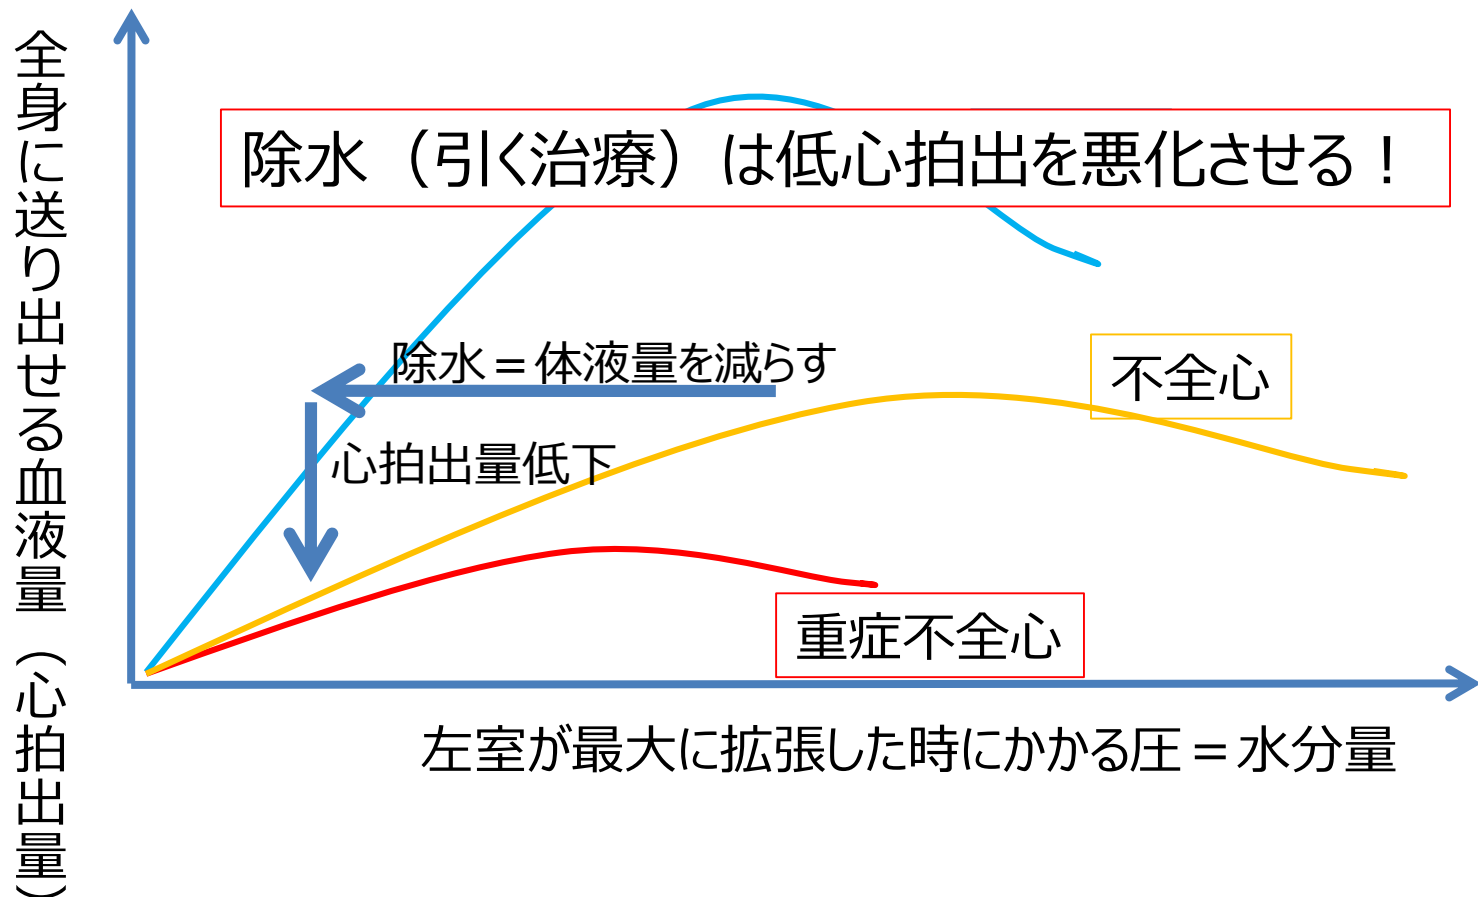 全身に送り出せる血液量（心拍出量）
除水（引く治療）は低心拍出を悪化させる！
除水＝体液量を減らす
不全心
心拍出量低下
重症不全心
左室が最大に拡張した時にかかる圧＝水分量